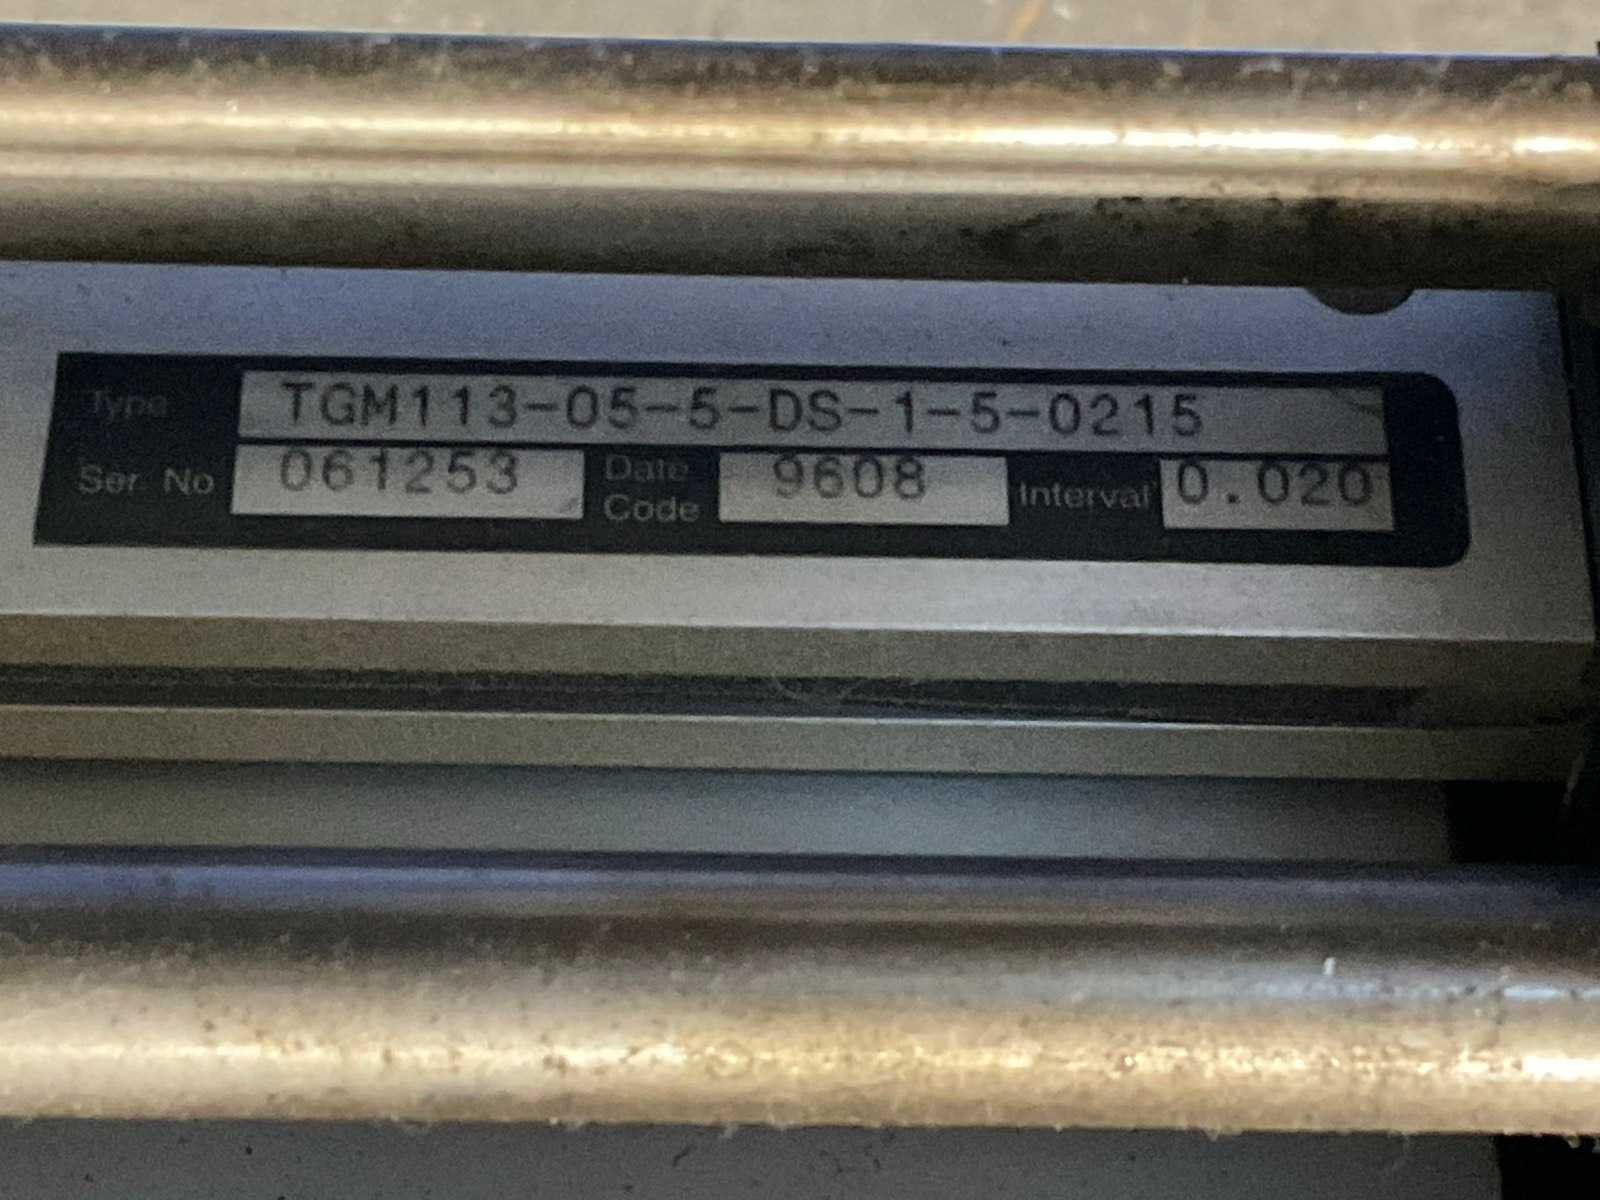 Type TGM113-05-5-DS-1-5-0215
Ser No 061253 Date Code 9608 Interval 0.020